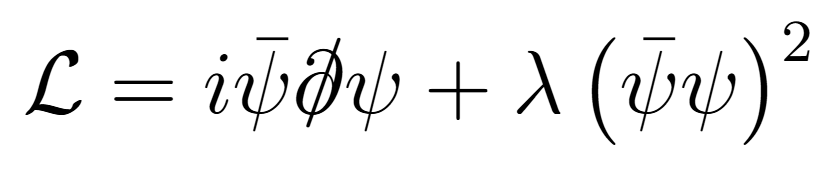 ℒ = iψ̄∂̸ψ + λ(ψ̄ψ)²